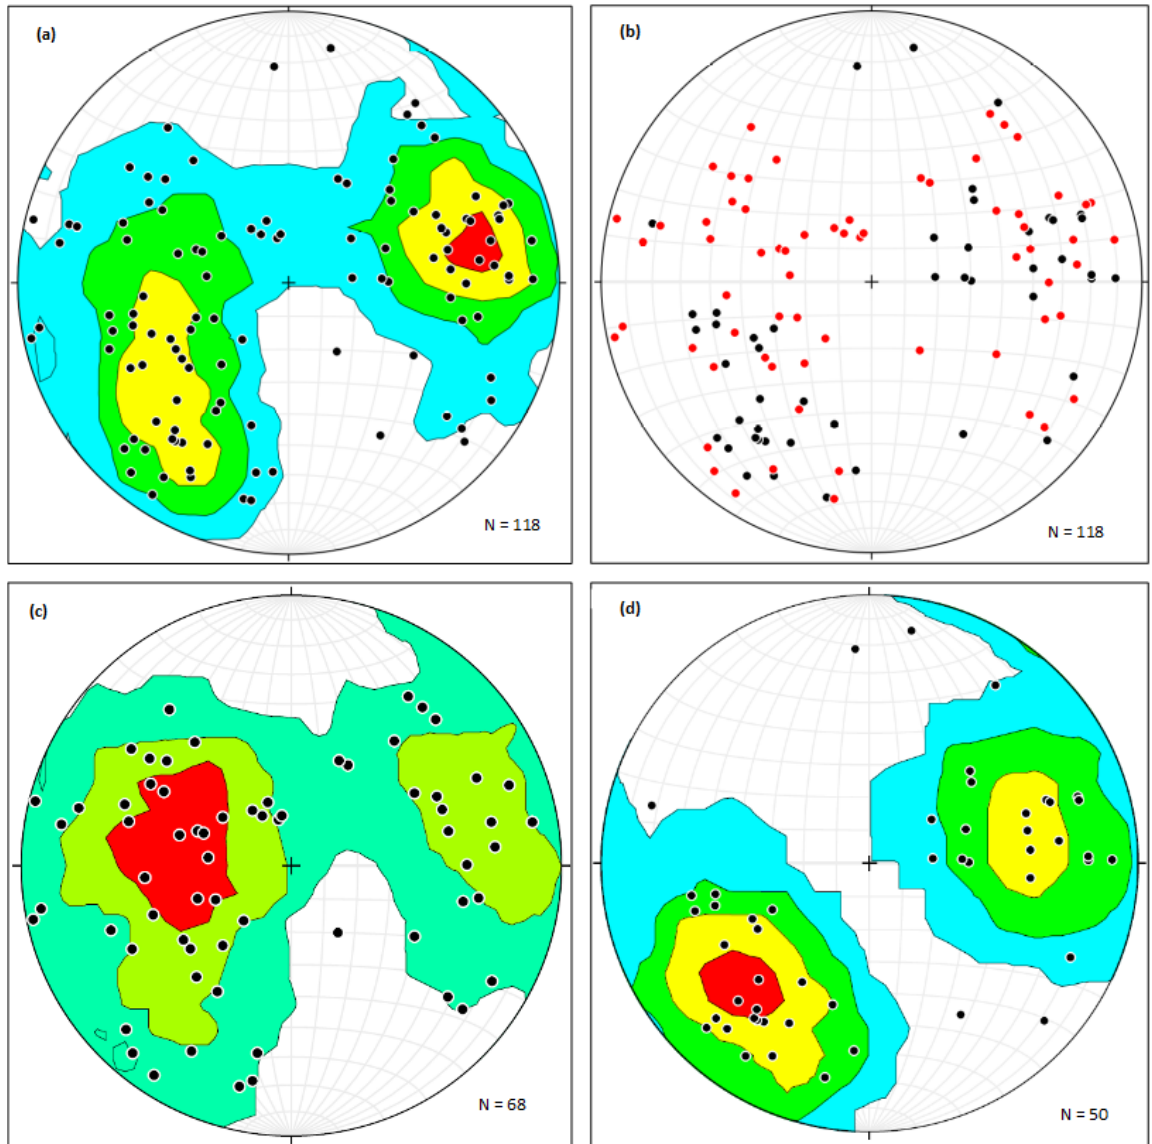 (a)
N = 118
(b)
N = 118
(c)
N = 68
(d)
N = 50